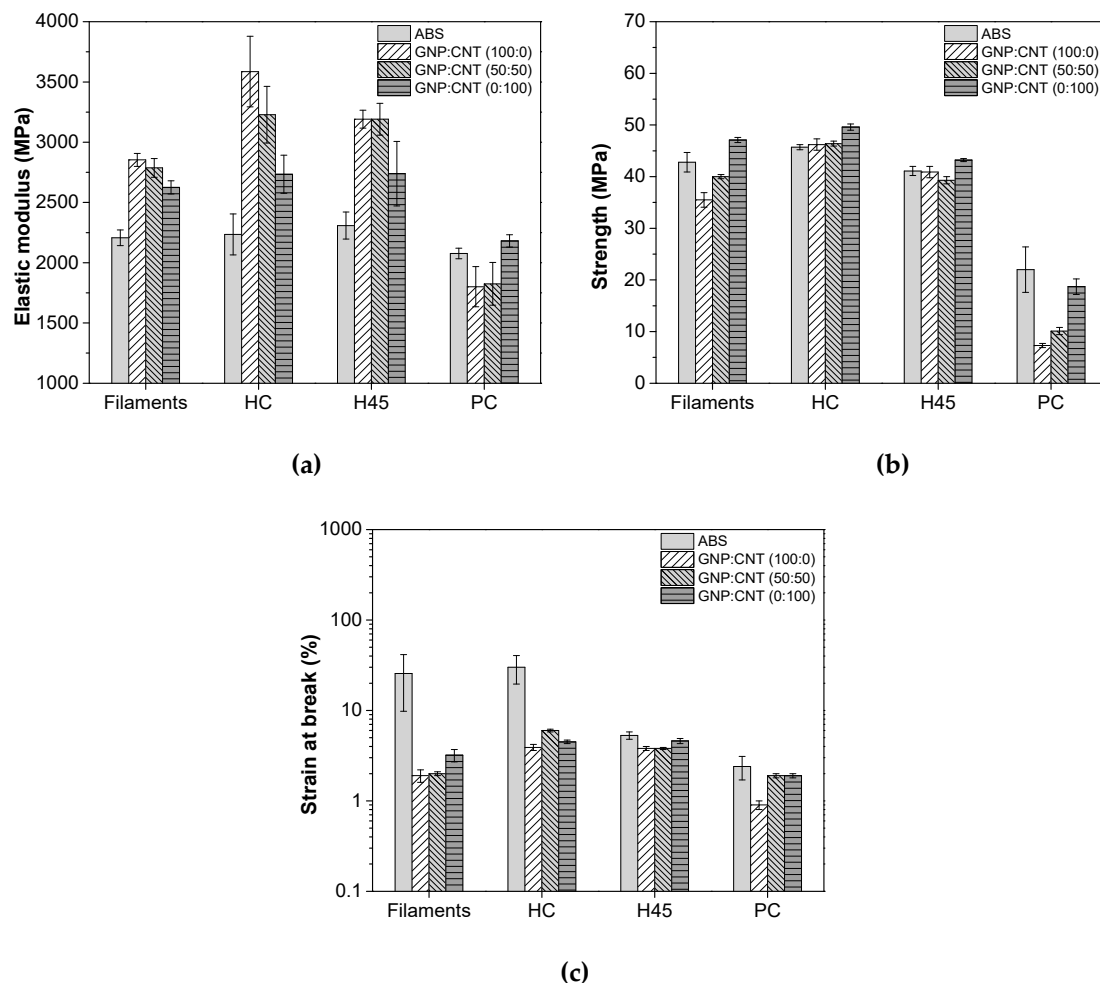 4000
3500
3000
2500
2000
1500
1000
Elastic modulus (MPa)
ABS
GNP:CNT (100:0)
GNP:CNT (50:50)
GNP:CNT (0:100)
Filaments HC H45 PC
(a)
70
60
50
40
30
20
10
0
Strength (MPa)
ABS
GNP:CNT (100:0)
GNP:CNT (50:50)
GNP:CNT (0:100)
Filaments HC H45 PC
(b)
1000
100
10
1
0.1
Strain at break (%)
ABS
GNP:CNT (100:0)
GNP:CNT (50:50)
GNP:CNT (0:100)
Filaments HC H45 PC
(c)